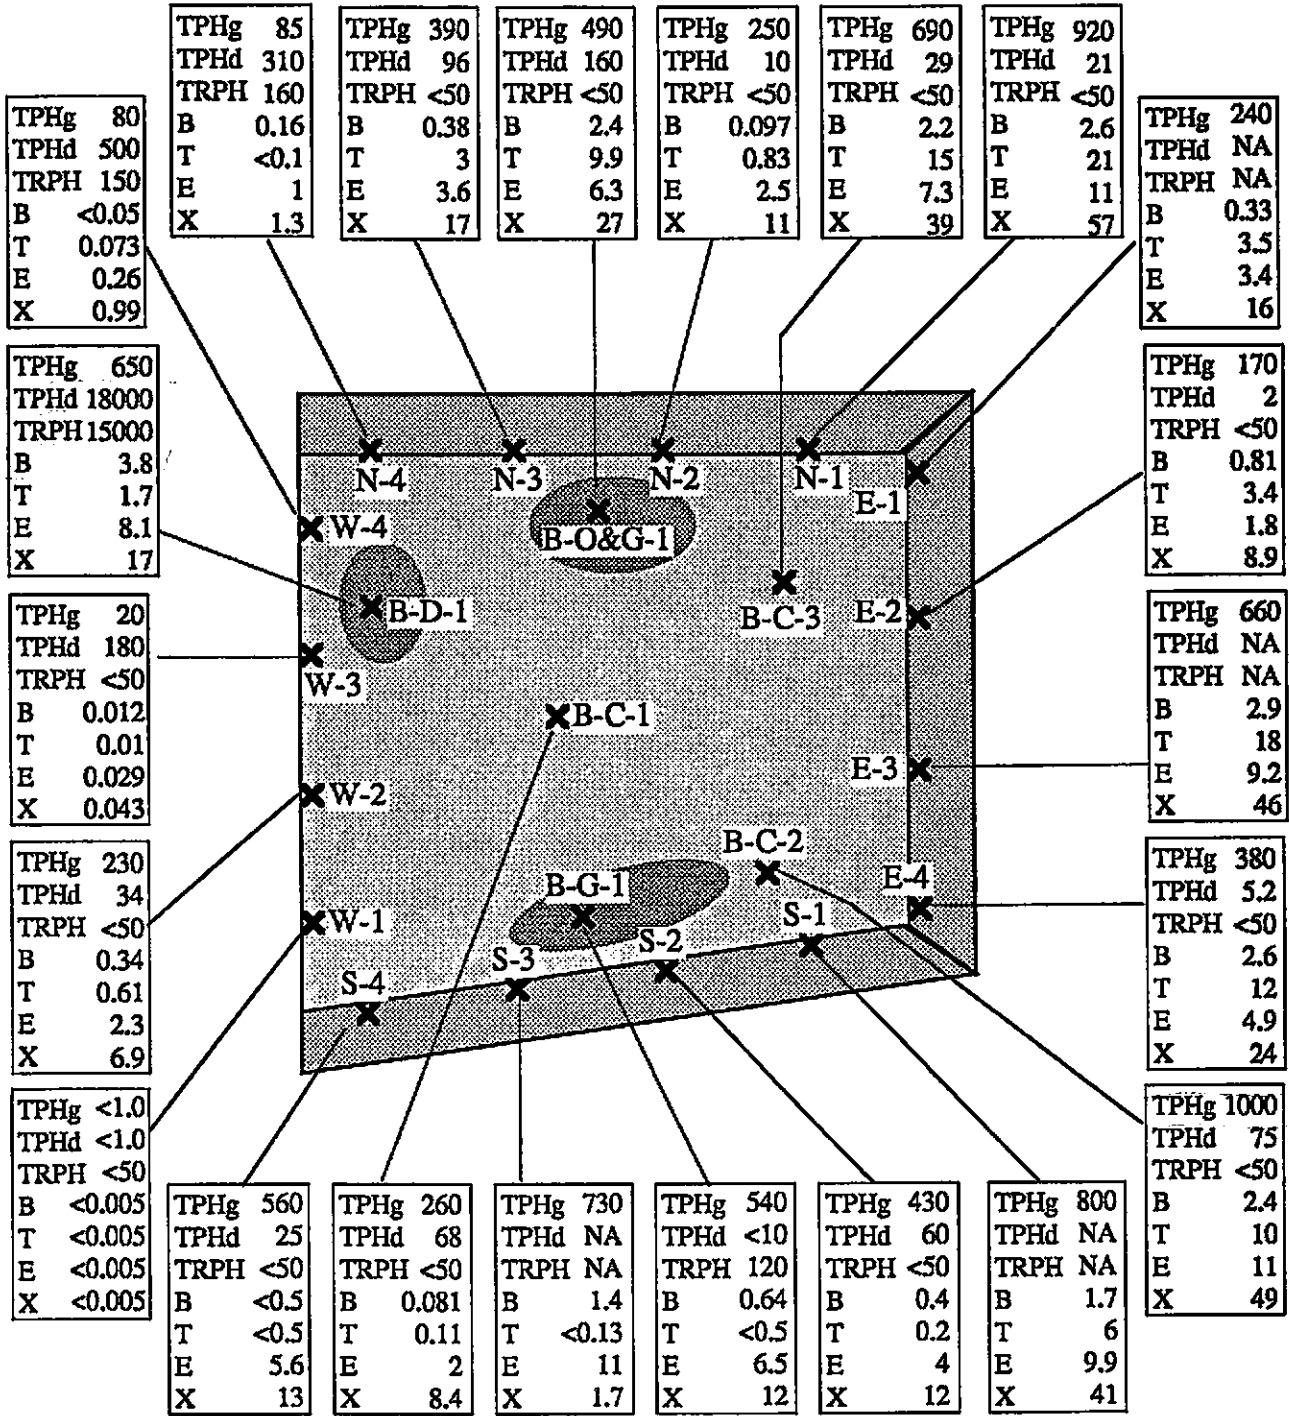 TPHg 85
TPHd 310
TRPH 160
B 0.16
T <0.1
E 1
X 1.3
TPHg 390
TPHd 96
TRPH <50
B 0.38
T 3
E 3.6
X 17
TPHg 490
TPHd 160
TRPH <50
B 2.4
T 9.9
E 6.3
X 27
TPHg 250
TPHd 10
TRPH <50
B 0.097
T 0.83
E 2.5
X 11
TPHg 690
TPHd 29
TRPH <50
B 2.2
T 15
E 7.3
X 39
TPHg 920
TPHd 21
TRPH <50
B 2.6
T 21
E 11
X 57
TPHg 80
TPHd 500
TRPH 150
B <0.05
T 0.073
E 0.26
X 0.99
TPHg 240
TPHd NA
TRPH NA
B 0.33
T 3.5
E 3.4
X 16
TPHg 650
TPHd 18000
TRPH 15000
B 3.8
T 1.7
E 8.1
X 17
TPHg 170
TPHd 2
TRPH <50
B 0.81
T 3.4
E 1.8
X 8.9
N-4
N-3
N-2
N-1
E-1
W-4
B-O&G-1
B-D-1
B-C-3
E-2
W-3
B-C-1
E-3
W-2
B-C-2
B-G-1
E-4
W-1
S-1
S-2
S-3
S-4
TPHg 20
TPHd 180
TRPH <50
B 0.012
T 0.01
E 0.029
X 0.043
TPHg 660
TPHd NA
TRPH NA
B 2.9
T 18
E 9.2
X 46
TPHg 230
TPHd 34
TRPH <50
B 0.34
T 0.61
E 2.3
X 6.9
TPHg 380
TPHd 5.2
TRPH <50
B 2.6
T 12
E 4.9
X 24
TPHg <1.0
TPHd <1.0
TRPH <50
B <0.005
T <0.005
E <0.005
X <0.005
TPHg 1000
TPHd 75
TRPH <50
B 2.4
T 10
E 11
X 49
TPHg 560
TPHd 25
TRPH <50
B <0.5
T <0.5
E 5.6
X 13
TPHg 260
TPHd 68
TRPH <50
B 0.081
T 0.11
E 2
X 8.4
TPHg 730
TPHd NA
TRPH NA
B 1.4
T <0.13
E 11
X 1.7
TPHg 540
TPHd <10
TRPH 120
B 0.64
T <0.5
E 6.5
X 12
TPHg 430
TPHd 60
TRPH <50
B 0.4
T 0.2
E 4
X 12
TPHg 800
TPHd NA
TRPH NA
B 1.7
T 6
E 9.9
X 41